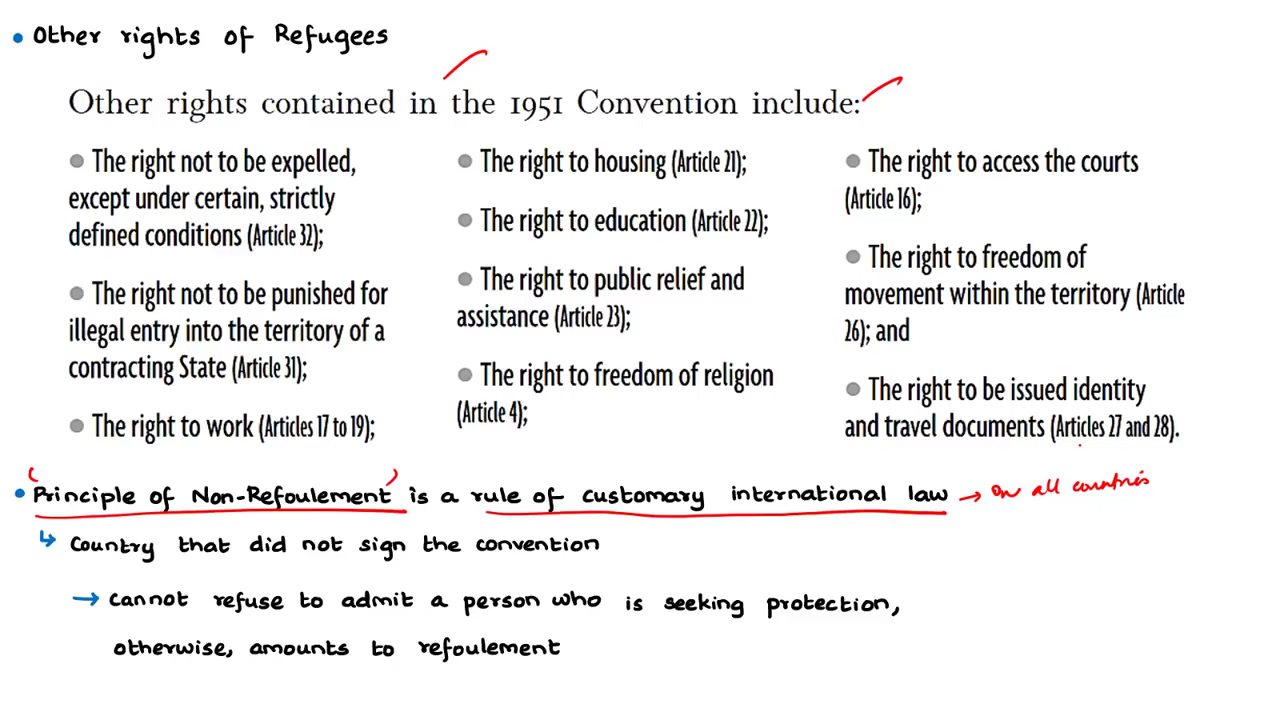 • Other rights of Refugees
Other rights contained in the 1951 Convention include:
● The right not to be expelled,
except under certain, strictly
defined conditions (Article 32);
● The right not to be punished for
illegal entry into the territory of a
contracting State (Article 31);
● The right to work (Articles 17 to 19);
● The right to housing (Article 21);
● The right to education (Article 22);
● The right to public relief and
assistance (Article 23);
● The right to freedom of religion
(Article 4);
● The right to access the courts
(Article 16);
● The right to freedom of
movement within the territory (Article
26); and
● The right to be issued identity
and travel documents (Articles 27 and 28).
• (Principle of Non-Refoulement) is a rule of customary international law → on all countries
↳ Country that did not sign the convention
→ cannot refuse to admit a person who is seeking protection,
otherwise, amounts to refoulement